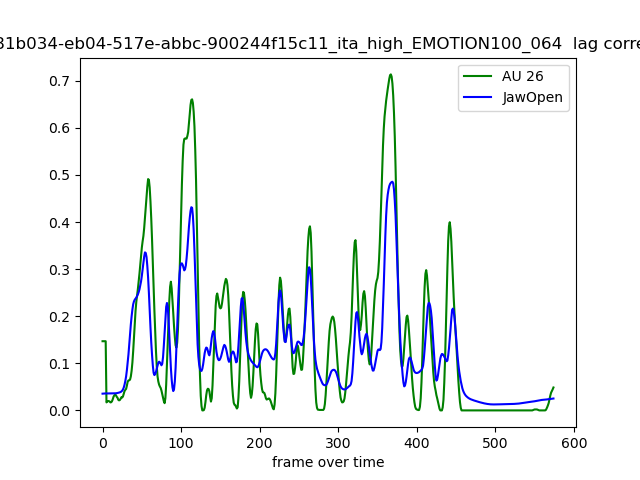 31b034-eb04-517e-abbc-900244f15c11_ita_high_EMOTION100_064 lag corre
AU 26
JawOpen
0.7
0.6
0.5
0.4
0.3
0.2
0.1
0.0
0 100 200 300 400 500 600
frame over time